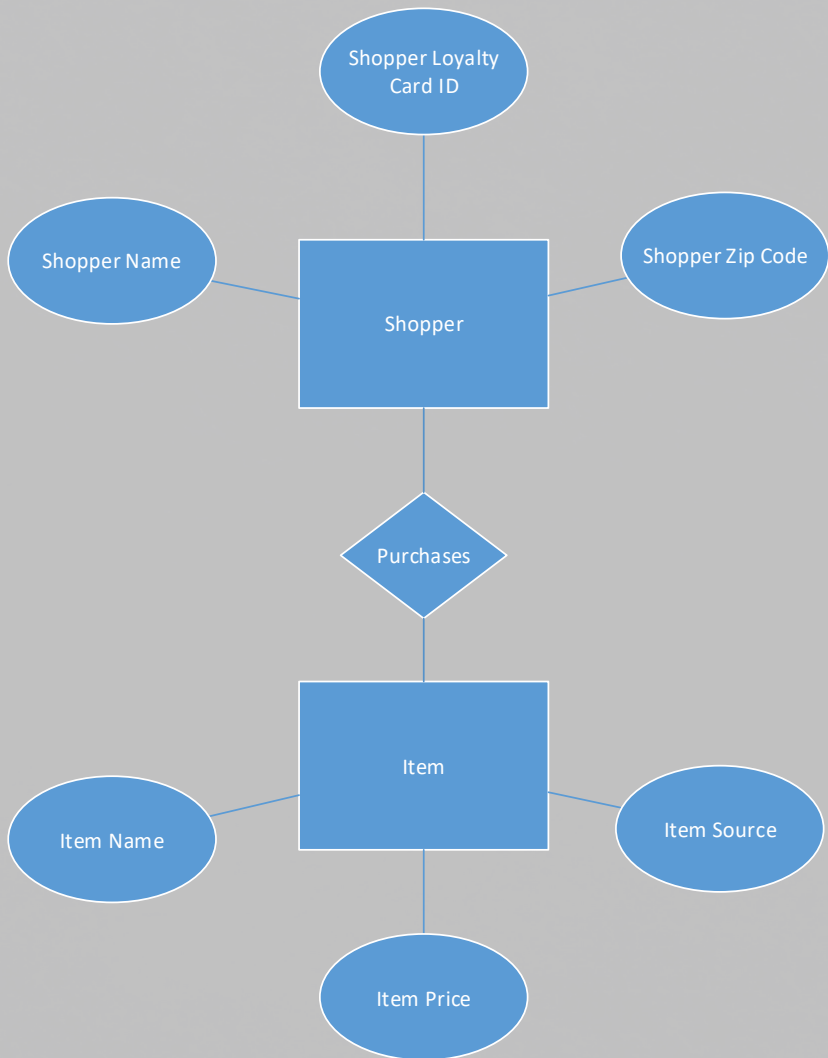 Shopper Loyalty
Card ID
Shopper Name
Shopper Zip Code
Shopper
Purchases
Item
Item Name
Item Source
Item Price